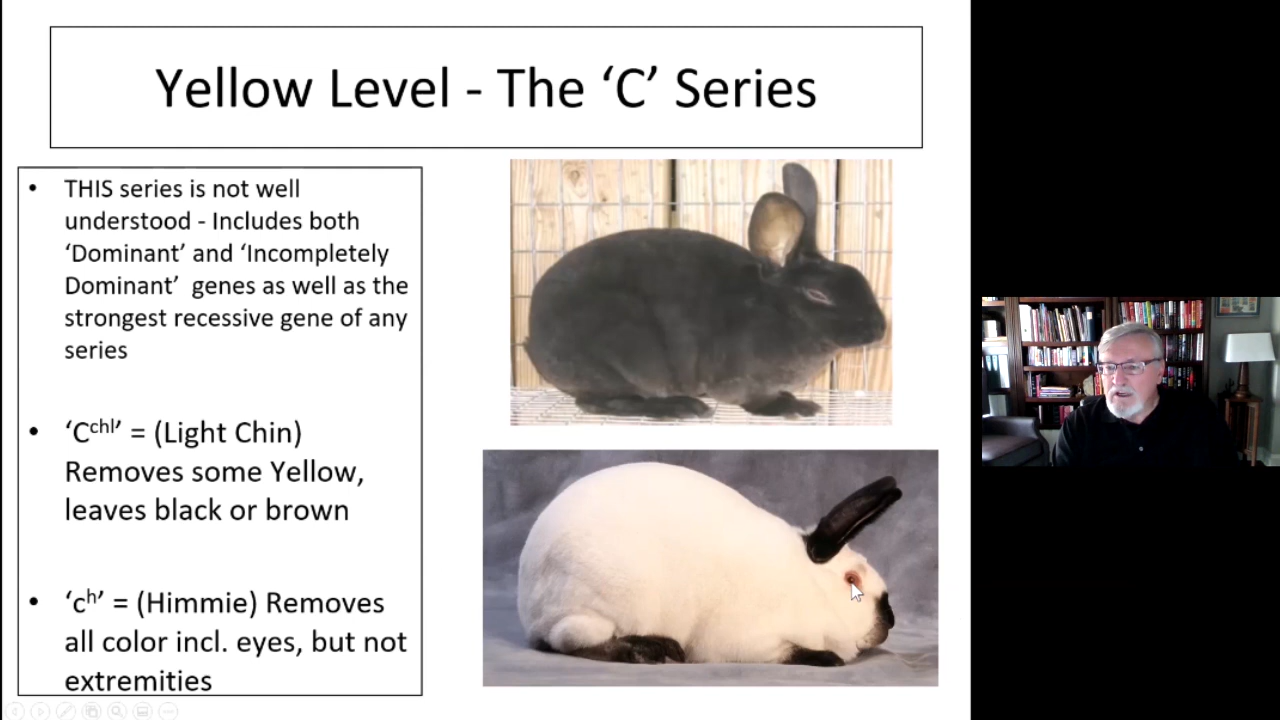 Yellow Level - The ‘C’ Series
• THIS series is not well
understood - Includes both
‘Dominant’ and ‘Incompletely
Dominant’ genes as well as the
strongest recessive gene of any
series
• ‘Cᶜʰˡ’ = (Light Chin)
Removes some Yellow,
leaves black or brown
• ‘cʰ’ = (Himmie) Removes
all color incl. eyes, but not
extremities